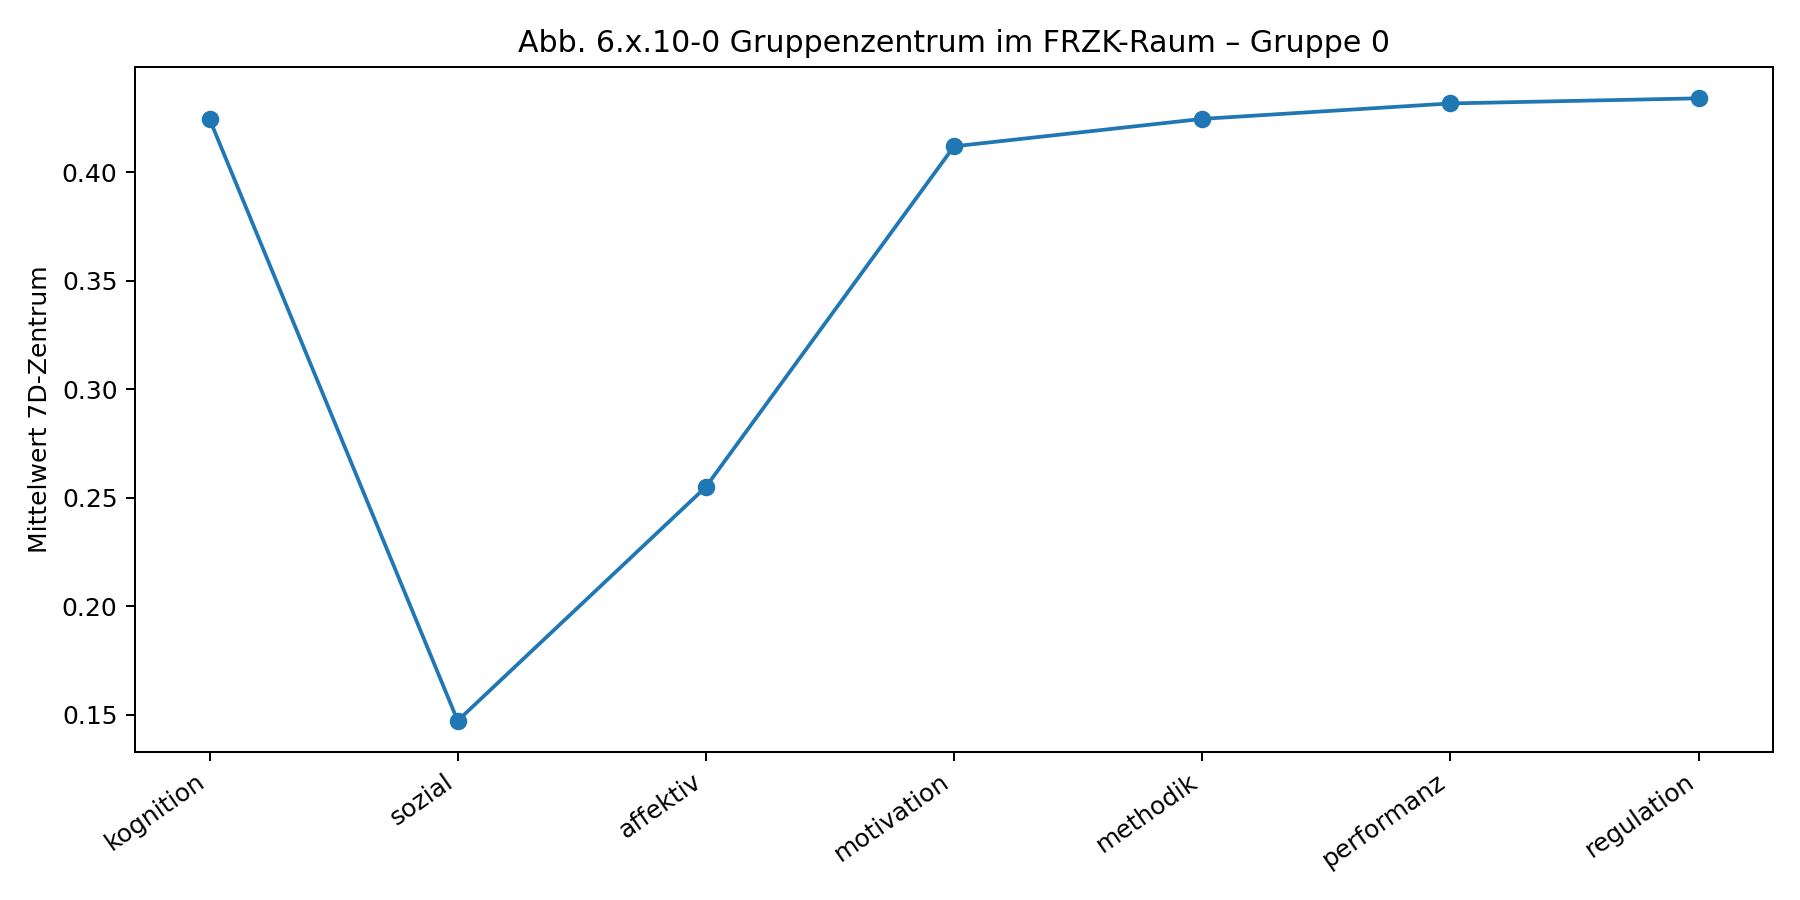 Abb. 6.x.10-0 Gruppenzentrum im FRZK-Raum – Gruppe 0
Mittelwert 7D-Zentrum
0.40
0.35
0.30
0.25
0.20
0.15
kognition
sozial
affektiv
motivation
methodik
performanz
regulation